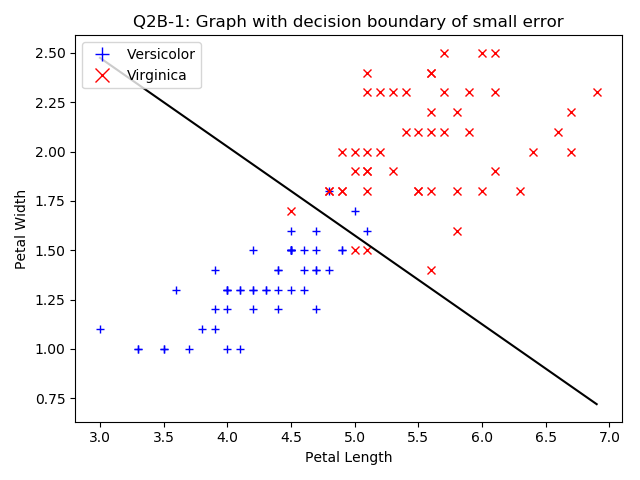 Q2B-1: Graph with decision boundary of small error
Versicolor
Virginica
Petal Width
2.50
2.25
2.00
1.75
1.50
1.25
1.00
0.75
3.0 3.5 4.0 4.5 5.0 5.5 6.0 6.5 7.0
Petal Length